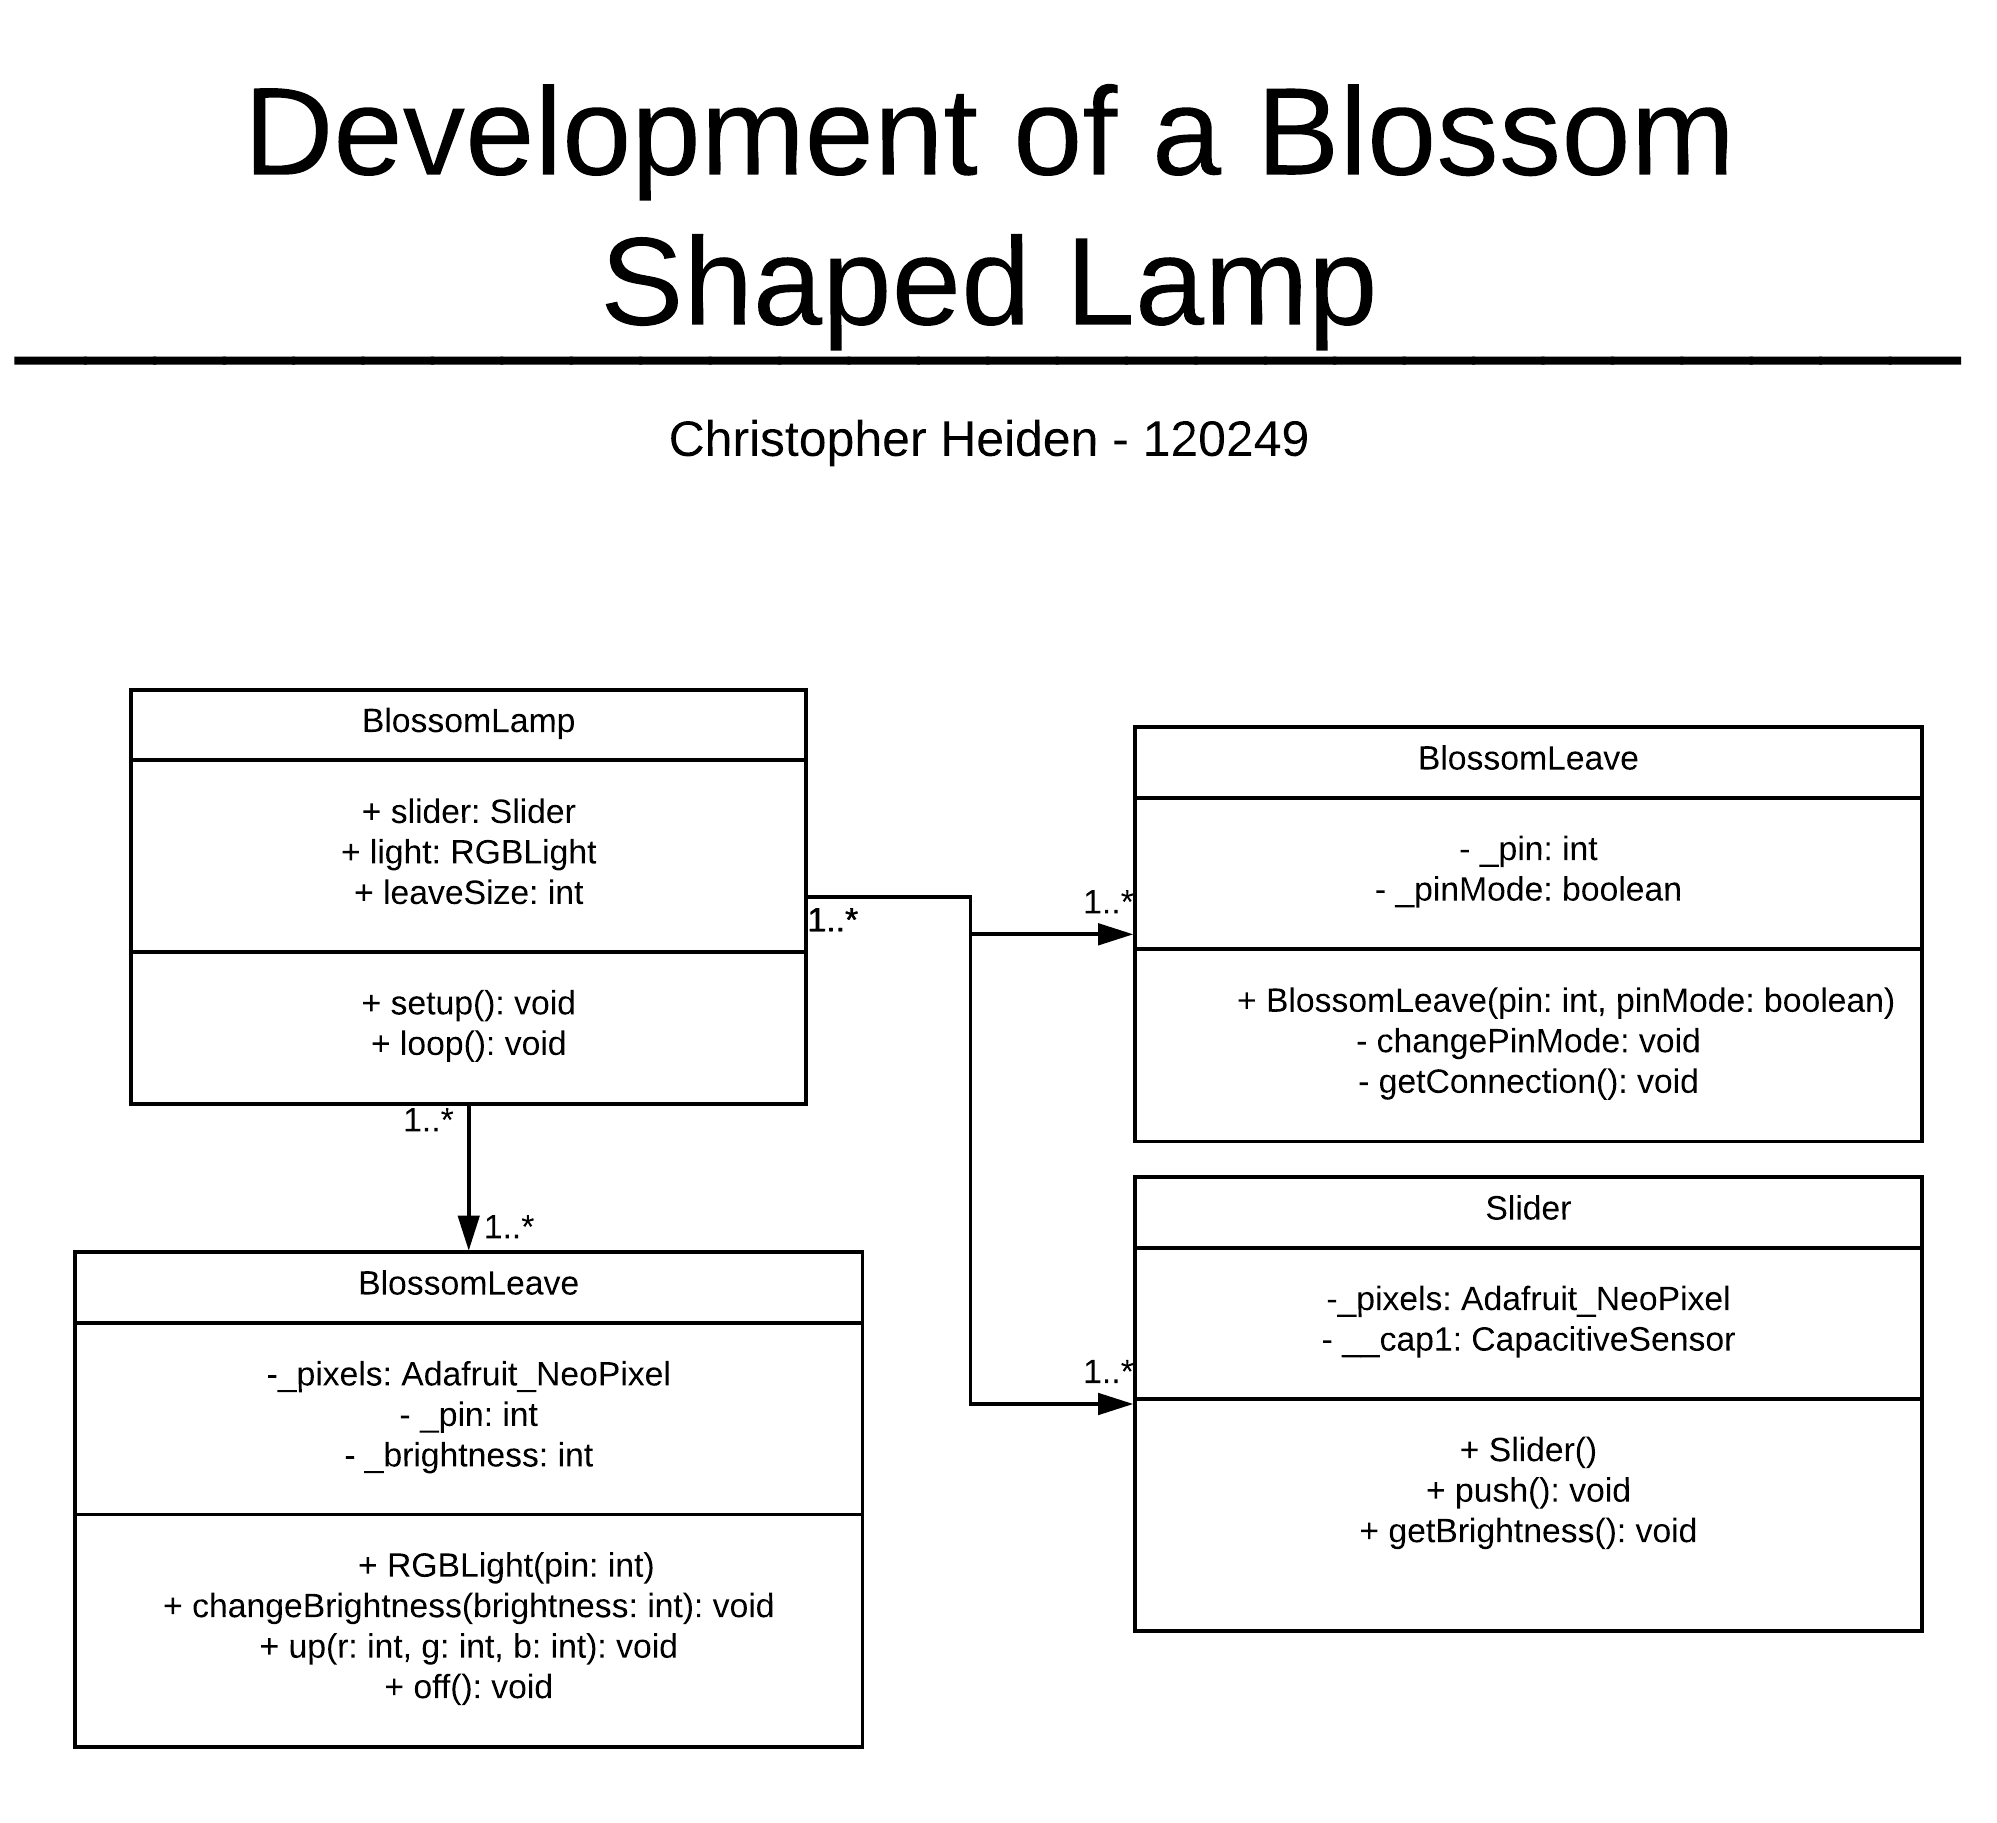 Development of a Blossom
Shaped Lamp
Christopher Heiden - 120249
BlossomLamp
+ slider: Slider
+ light: RGBLight
+ leaveSize: int
+ setup(): void
+ loop(): void
1..*
1..*
1..*
1..*
1..*
BlossomLeave
- _pin: int
- _pinMode: boolean
+ BlossomLeave(pin: int, pinMode: boolean)
- changePinMode: void
- getConnection(): void
BlossomLeave
-_pixels: Adafruit_NeoPixel
- _pin: int
- _brightness: int
+ RGBLight(pin: int)
+ changeBrightness(brightness: int): void
+ up(r: int, g: int, b: int): void
+ off(): void
Slider
-_pixels: Adafruit_NeoPixel
- __cap1: CapacitiveSensor
+ Slider()
+ push(): void
+ getBrightness(): void